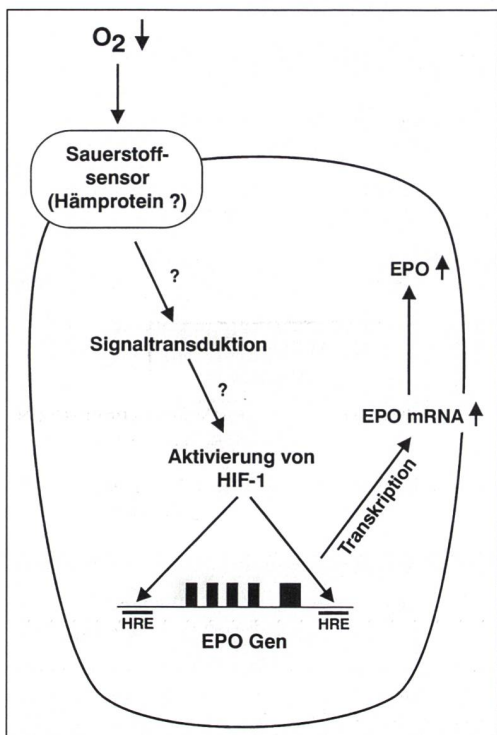 O2 ↓
Sauerstoff-
sensor
(Hämprotein ?)
?
Signaltransduktion
?
Aktivierung von
HIF-1
HRE
HRE
EPO Gen
Transkription
EPO mRNA ↑
EPO ↑